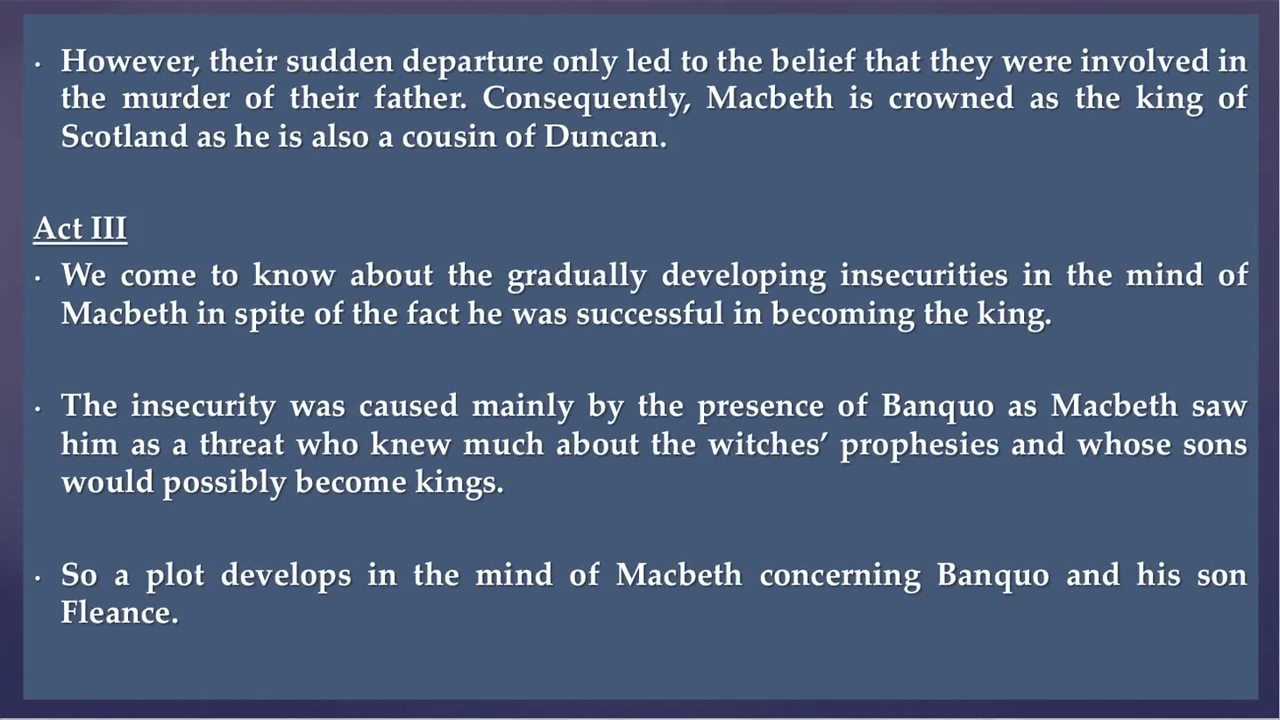 · However, their sudden departure only led to the belief that they were involved in
the murder of their father. Consequently, Macbeth is crowned as the king of
Scotland as he is also a cousin of Duncan.
Act III
· We come to know about the gradually developing insecurities in the mind of
Macbeth in spite of the fact he was successful in becoming the king.
· The insecurity was caused mainly by the presence of Banquo as Macbeth saw
him as a threat who knew much about the witches’ prophesies and whose sons
would possibly become kings.
· So a plot develops in the mind of Macbeth concerning Banquo and his son
Fleance.